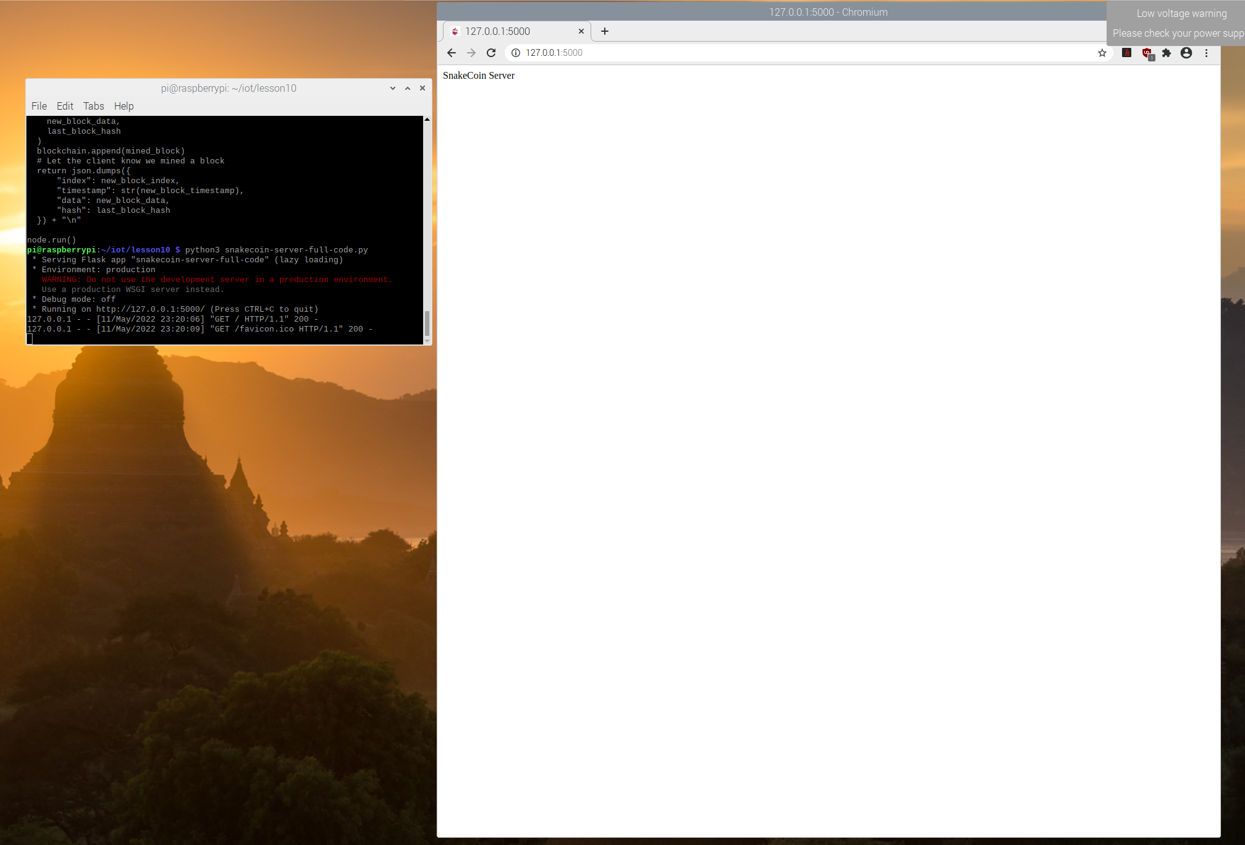 127.0.0.1:5000 - Chromium
Low voltage warning
Please check your power supp
127.0.0.1:5000
127.0.0.1:5000
SnakeCoin Server
pi@raspberrypi: ~/iot/lesson10
File Edit Tabs Help
new_block_data,
last_block_hash
)
blockchain.append(mined_block)
# Let the client know we mined a block
return json.dumps({
"index": new_block_index,
"timestamp": str(new_block_timestamp),
"data": new_block_data,
"hash": last_block_hash
}) + "\n"
node.run()
pi@raspberrypi:~/iot/lesson10 $ python3 snakecoin-server-full-code.py
* Serving Flask app "snakecoin-server-full-code" (lazy loading)
* Environment: production
WARNING: Do not use the development server in a production environment.
Use a production WSGI server instead.
* Debug mode: off
* Running on http://127.0.0.1:5000/ (Press CTRL+C to quit)
127.0.0.1 - - [11/May/2022 23:20:06] "GET / HTTP/1.1" 200 -
127.0.0.1 - - [11/May/2022 23:20:09] "GET /favicon.ico HTTP/1.1" 200 -